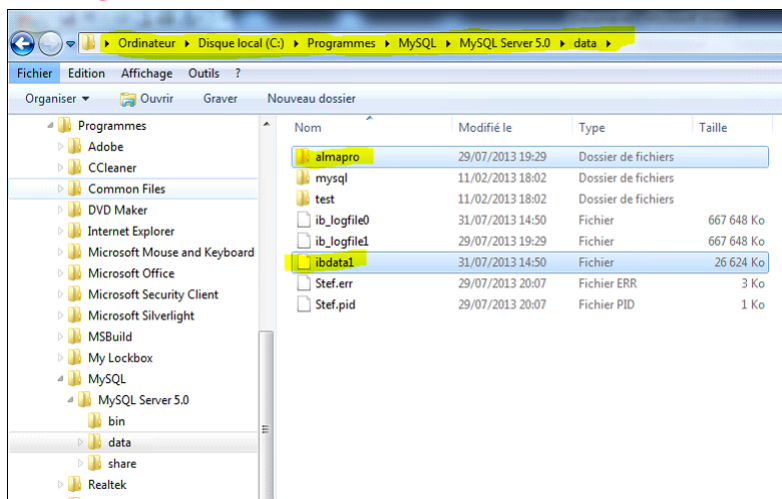 Ordinateur ▸ Disque local (C:) ▸ Programmes ▸ MySQL ▸ MySQL Server 5.0 ▸ data ▸
Fichier Edition Affichage Outils ?
Organiser ▼ Ouvrir Graver Nouveau dossier
Programmes
Adobe
CCleaner
Common Files
DVD Maker
Internet Explorer
Microsoft Mouse and Keyboard
Microsoft Office
Microsoft Security Client
Microsoft Silverlight
MSBuild
My Lockbox
MySQL
MySQL Server 5.0
bin
data
share
Realtek
Nom Modifié le Type Taille
almapro 29/07/2013 19:29 Dossier de fichiers
mysql 11/02/2013 18:02 Dossier de fichiers
test 11/02/2013 18:02 Dossier de fichiers
ib_logfile0 31/07/2013 14:50 Fichier 667 648 Ko
ib_logfile1 29/07/2013 19:29 Fichier 667 648 Ko
ibdata1 31/07/2013 14:50 Fichier 26 624 Ko
Stef.err 29/07/2013 20:07 Fichier ERR 3 Ko
Stef.pid 29/07/2013 20:07 Fichier PID 1 Ko